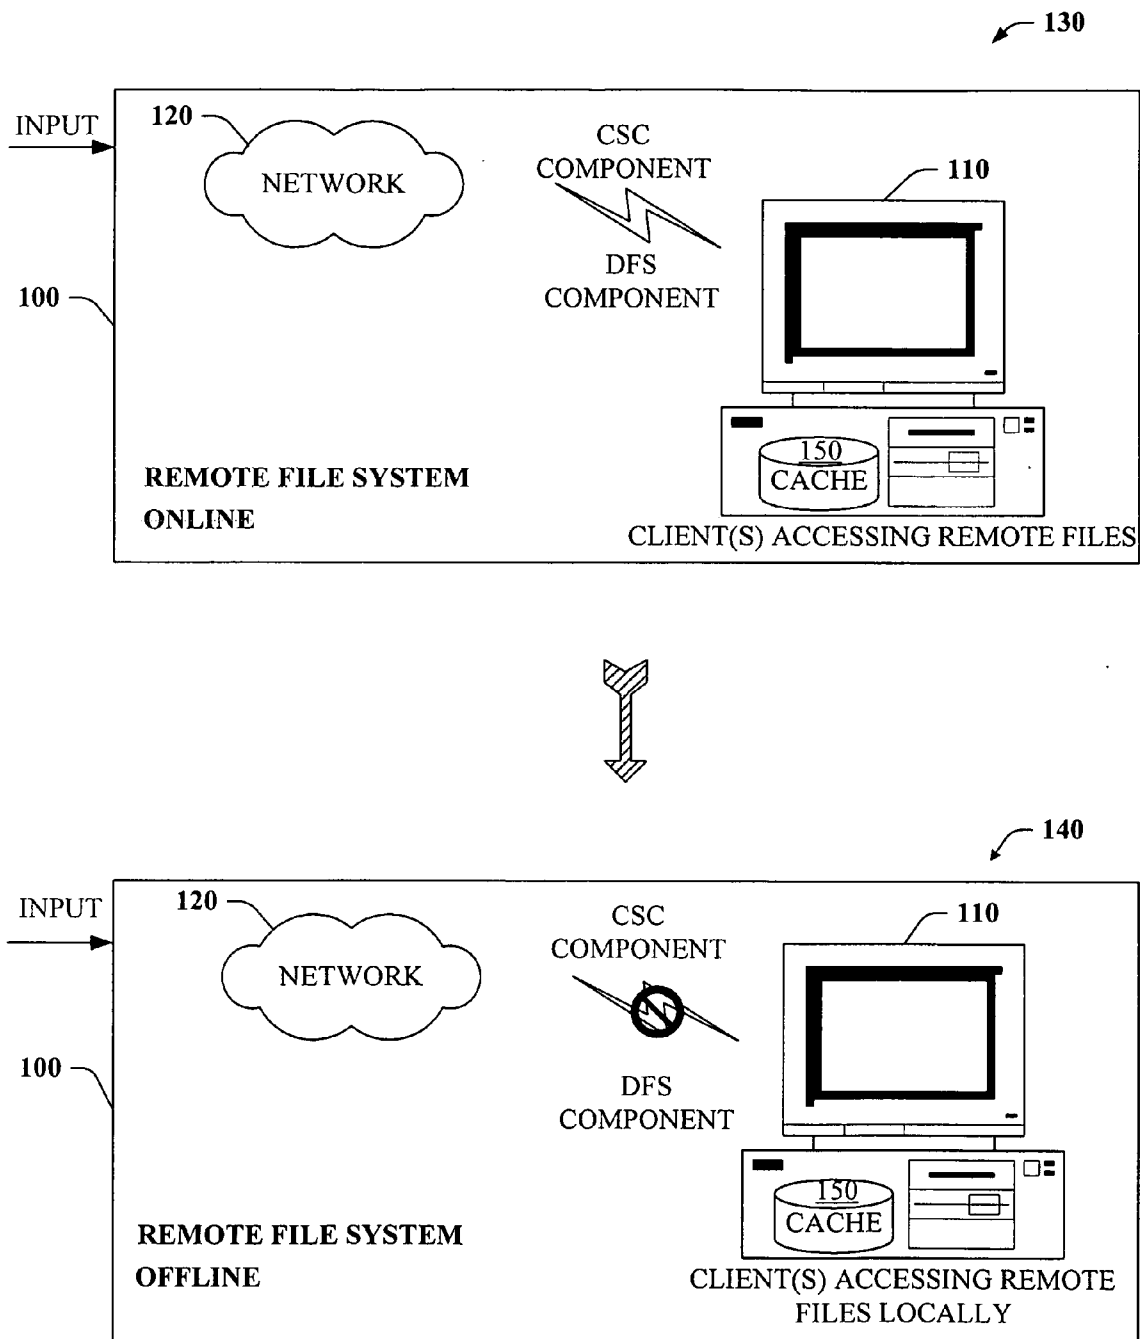 130
INPUT
120
NETWORK
CSC
COMPONENT
110
DFS
COMPONENT
100
150
CACHE
REMOTE FILE SYSTEM
ONLINE
CLIENT(S) ACCESSING REMOTE FILES
140
INPUT
120
NETWORK
CSC
COMPONENT
110
100
DFS
COMPONENT
150
CACHE
REMOTE FILE SYSTEM
OFFLINE
CLIENT(S) ACCESSING REMOTE
FILES LOCALLY